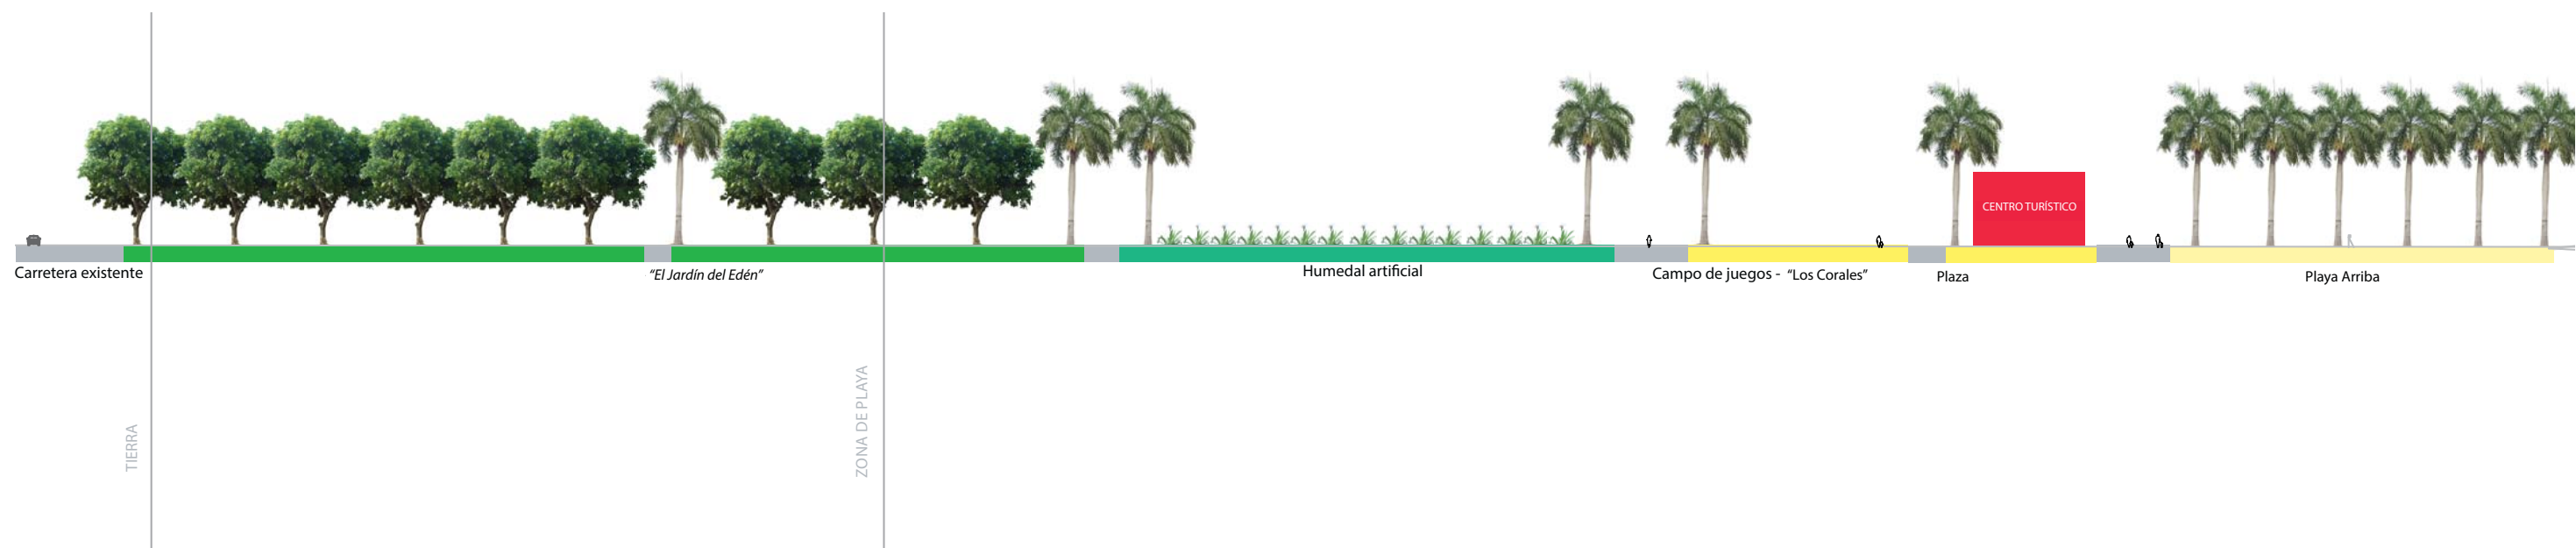 CENTRO TURÍSTICO
Carretera existente
“El Jardín del Edén”
Humedal artificial
Campo de juegos - “Los Corales”
Plaza
Playa Arriba
TIERRA
ZONA DE PLAYA